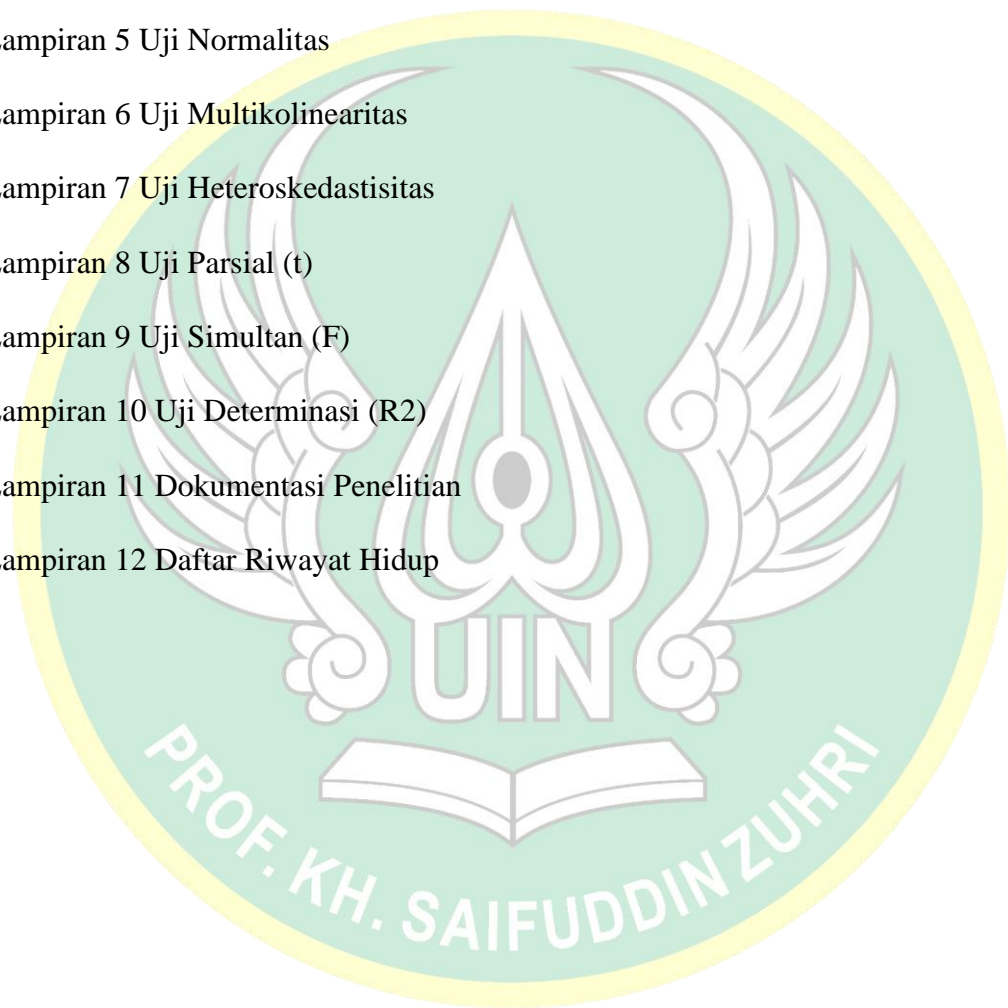 ampiran 5 Uji Normalitas
ampiran 6 Uji Multikolinearitas
ampiran 7 Uji Heteroskedastisitas
ampiran 8 Uji Parsial (t)
ampiran 9 Uji Simultan (F)
ampiran 10 Uji Determinasi (R2)
ampiran 11 Dokumentasi Penelitian
ampiran 12 Daftar Riwayat Hidup
UIN
PROF. KH. SAIFUDDIN ZUHRI